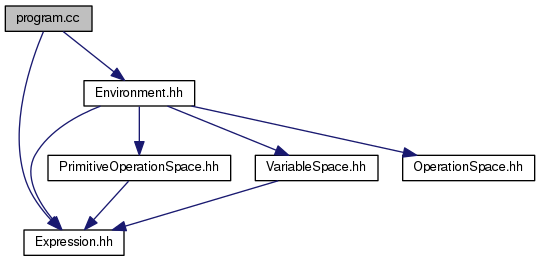 program.cc
Environment.hh
PrimitiveOperationSpace.hh
VariableSpace.hh
OperationSpace.hh
Expression.hh